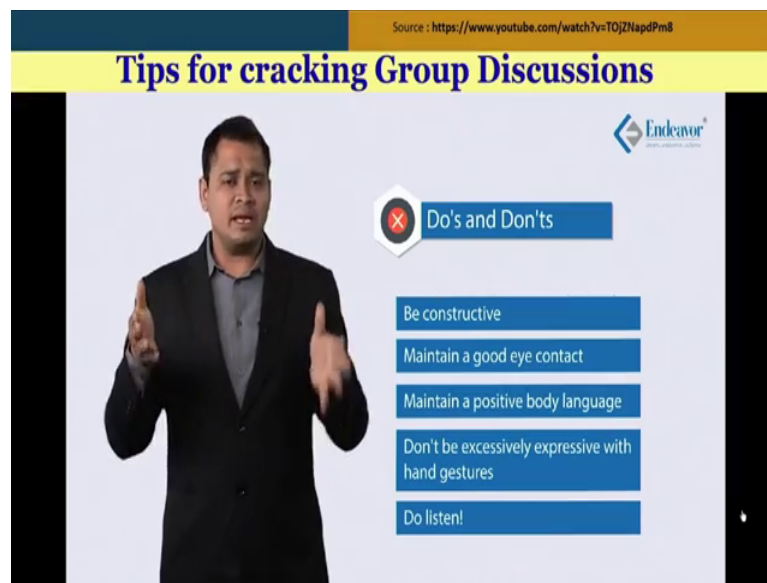 Source : https://www.youtube.com/watch?v=TOjZNapdPm8
Tips for cracking Group Discussions
Endeavor®
Do's and Don'ts
Be constructive
Maintain a good eye contact
Maintain a positive body language
Don't be excessively expressive with
hand gestures
Do listen!